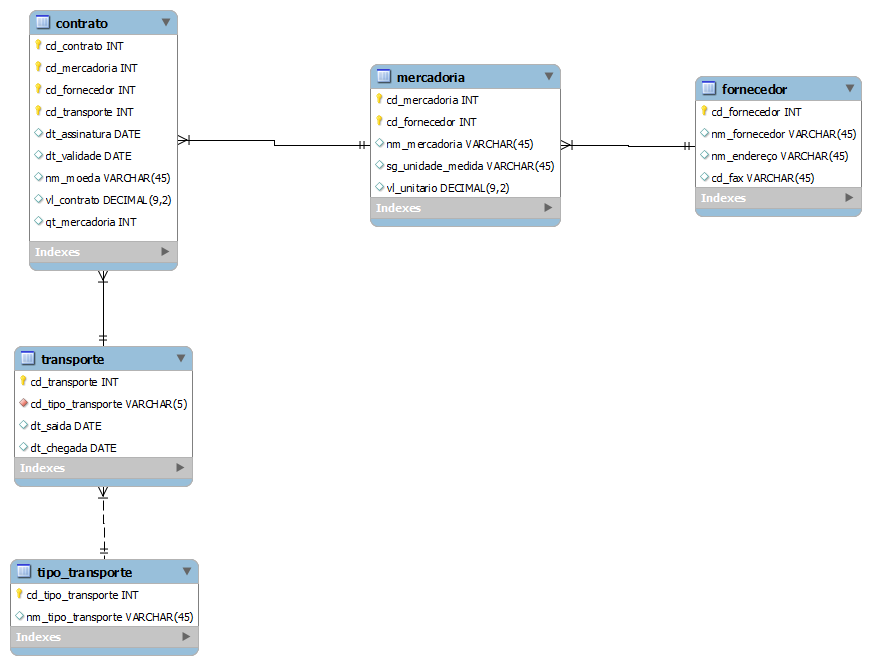 contrato
cd_contrato INT
cd_mercadoria INT
cd_fornecedor INT
cd_transporte INT
dt_assinatura DATE
dt_validade DATE
nm_moeda VARCHAR(45)
vl_contrato DECIMAL(9,2)
qt_mercadoria INT
Indexes
mercadoria
cd_mercadoria INT
cd_fornecedor INT
nm_mercadoria VARCHAR(45)
sg_unidade_medida VARCHAR(45)
vl_unitario DECIMAL(9,2)
Indexes
fornecedor
cd_fornecedor INT
nm_fornecedor VARCHAR(45)
nm_endereço VARCHAR(45)
cd_fax VARCHAR(45)
Indexes
transporte
cd_transporte INT
cd_tipo_transporte VARCHAR(5)
dt_saida DATE
dt_chegada DATE
Indexes
tipo_transporte
cd_tipo_transporte INT
nm_tipo_transporte VARCHAR(45)
Indexes